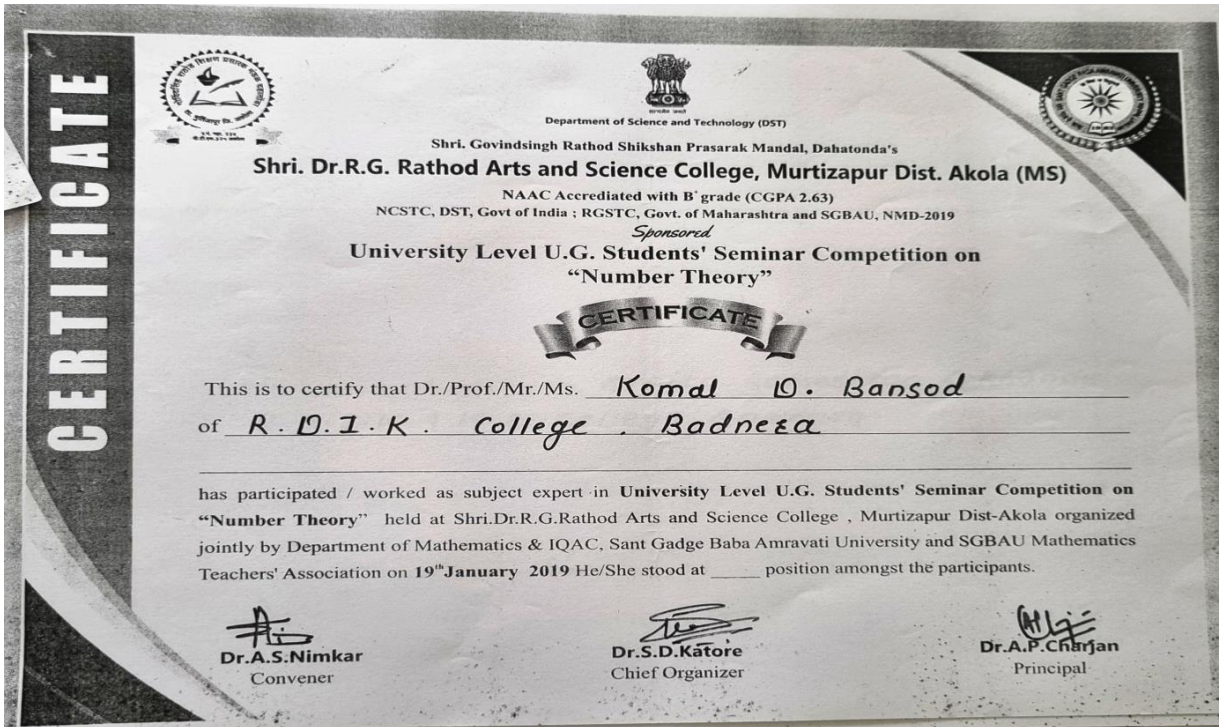 CERTIFICATE
Department of Science and Technology (DST)
Shri. Govindsingh Rathod Shikshan Prasarak Mandal, Dahatonda's
Shri. Dr.R.G. Rathod Arts and Science College, Murtizapur Dist. Akola (MS)
NAAC Accrediated with B+ grade (CGPA 2.63)
NCSTC, DST, Govt of India ; RGSTC, Govt. of Maharashtra and SGBAU, NMD-2019
Sponsored
University Level U.G. Students' Seminar Competition on
“Number Theory”
CERTIFICATE
This is to certify that Dr./Prof./Mr./Ms. Komal D. Bansod
of R.D.I.K. College, Badnera
has participated / worked as subject expert in University Level U.G. Students' Seminar Competition on
“Number Theory” held at Shri.Dr.R.G.Rathod Arts and Science College , Murtizapur Dist-Akola organized
jointly by Department of Mathematics & IQAC, Sant Gadge Baba Amravati University and SGBAU Mathematics
Teachers' Association on 19th January 2019 He/She stood at _____ position amongst the participants.
Dr.A.S.Nimkar
Convener
Dr.S.D.Katore
Chief Organizer
Dr.A.P.Charjan
Principal